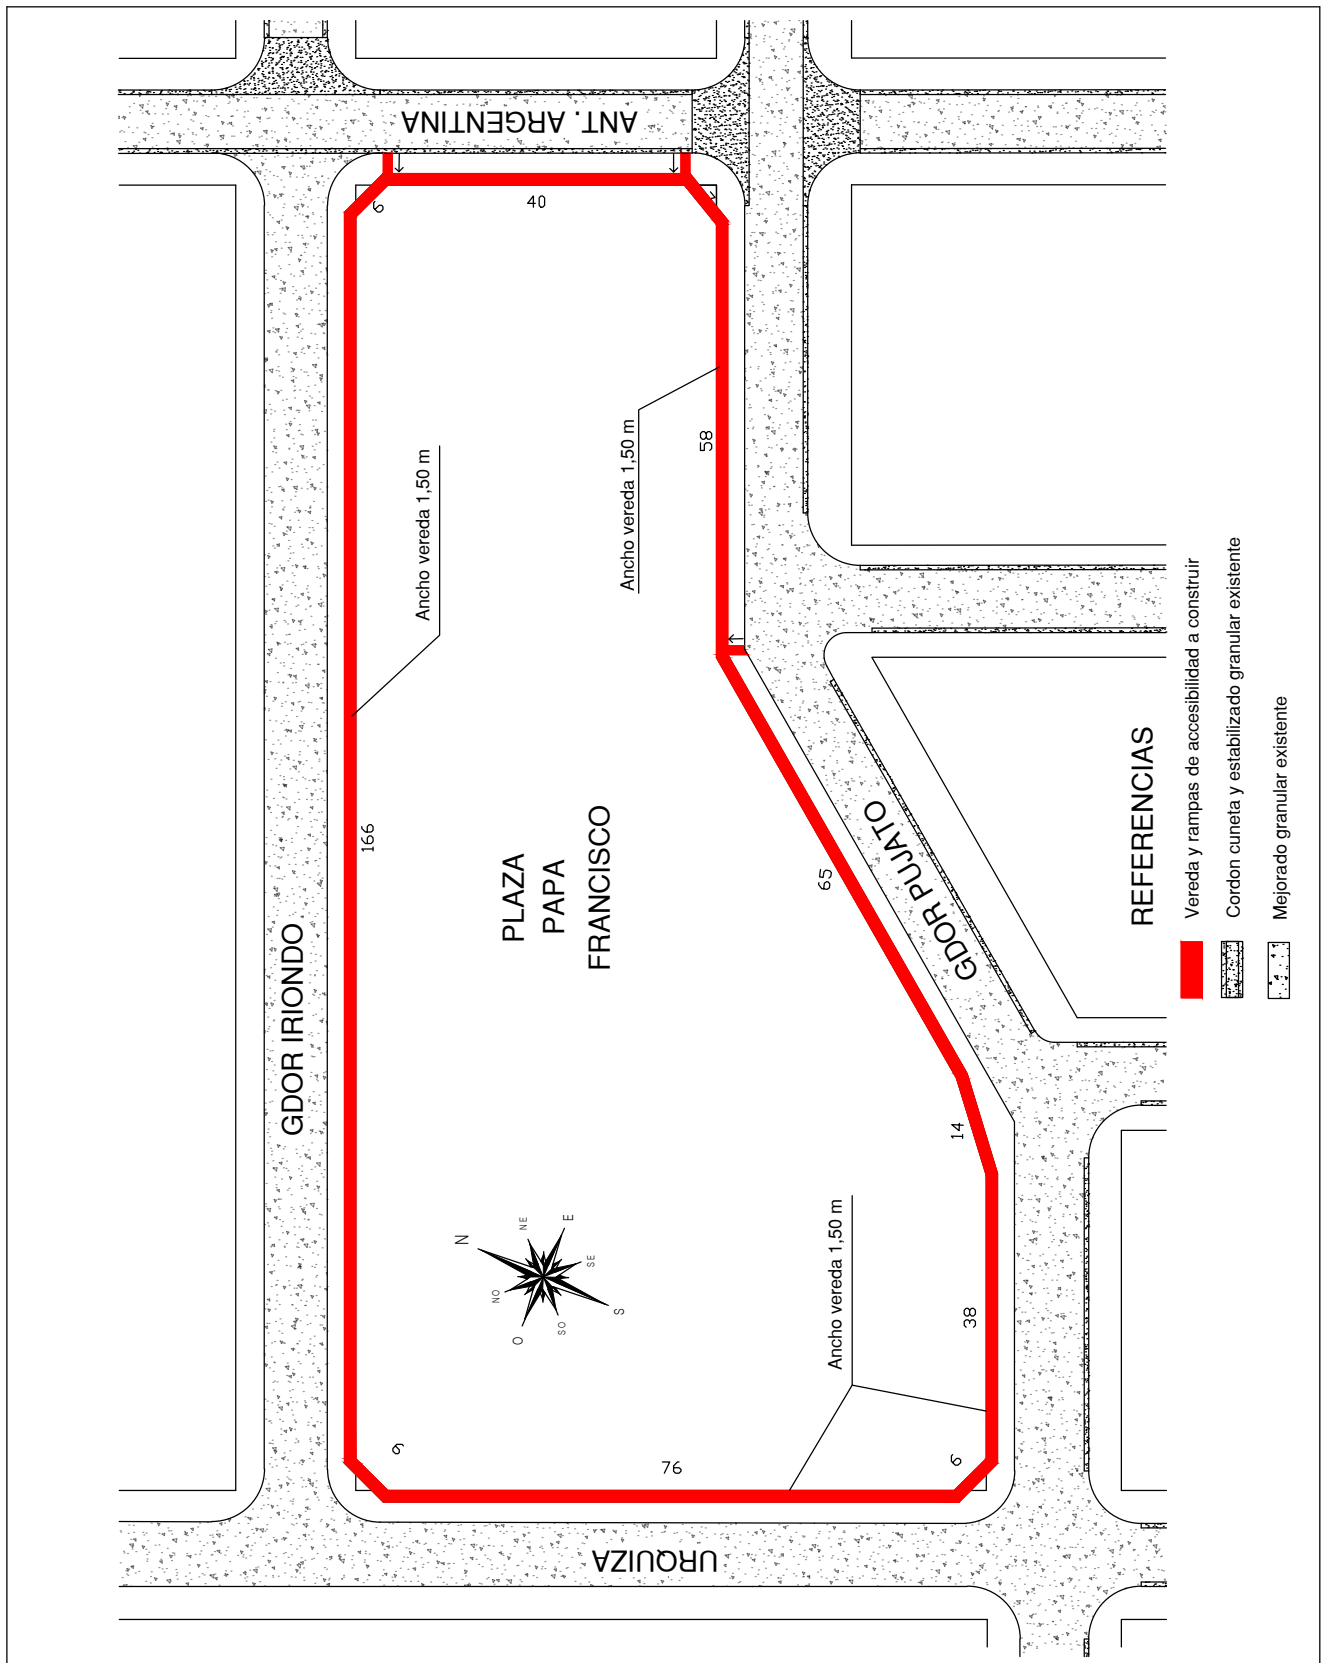 ANT. ARGENTINA
6
40
7
Ancho vereda 1,50 m
Ancho vereda 1,50 m
58
166
GDOR IRIONDO
PLAZA
PAPA
FRANCISCO
65
GDOR PUJATO
14
38
Ancho vereda 1,50 m
N
NE
E
SE
S
SO
O
NO
6
76
6
URQUIZA
REFERENCIAS
Vereda y rampas de accesibilidad a construir
Cordon cuneta y estabilizado granular existente
Mejorado granular existente